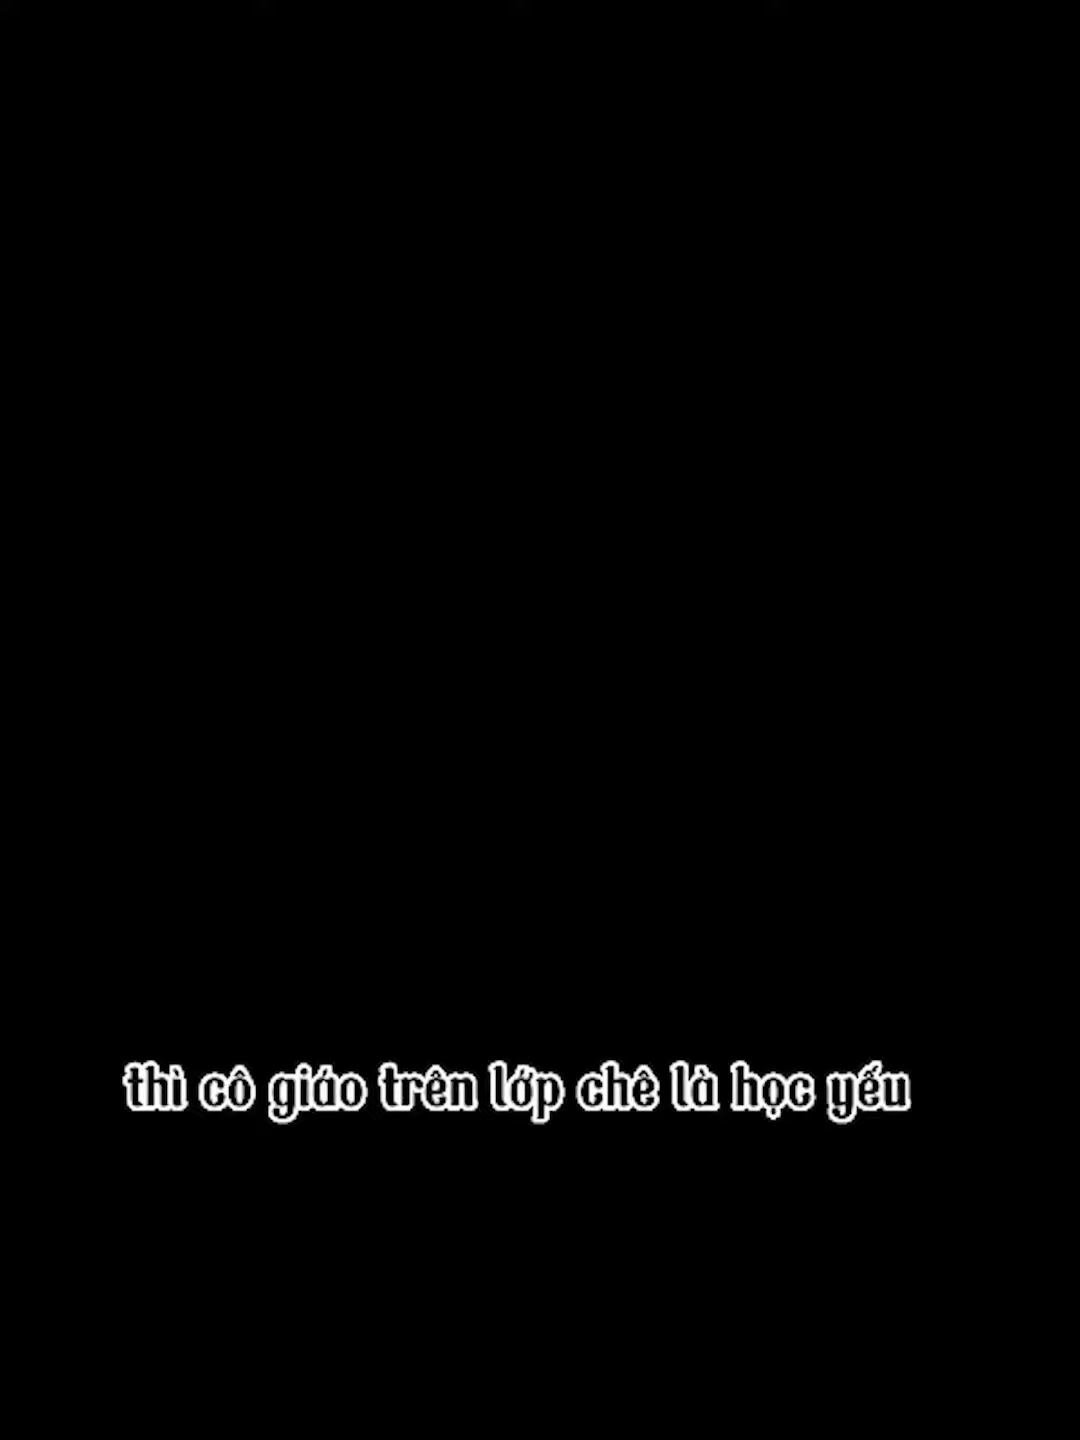 thì cô giáo trên lớp chê là học yếu